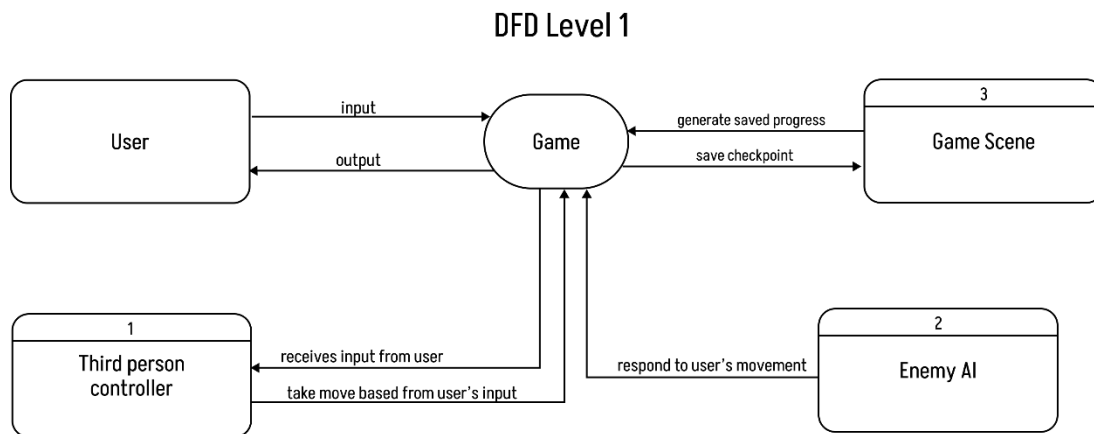 DFD Level 1
User
input
output
Game
generate saved progress
save checkpoint
3
Game Scene
1
Third person
controller
receives input from user
take move based from user's input
respond to user's movement
2
Enemy AI